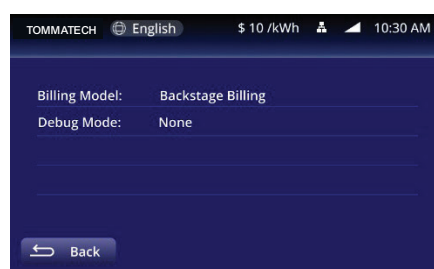 TOMMATECH English $ 10 /kWh 10:30 AM
Billing Model: Backstage Billing
Debug Mode: None
Back